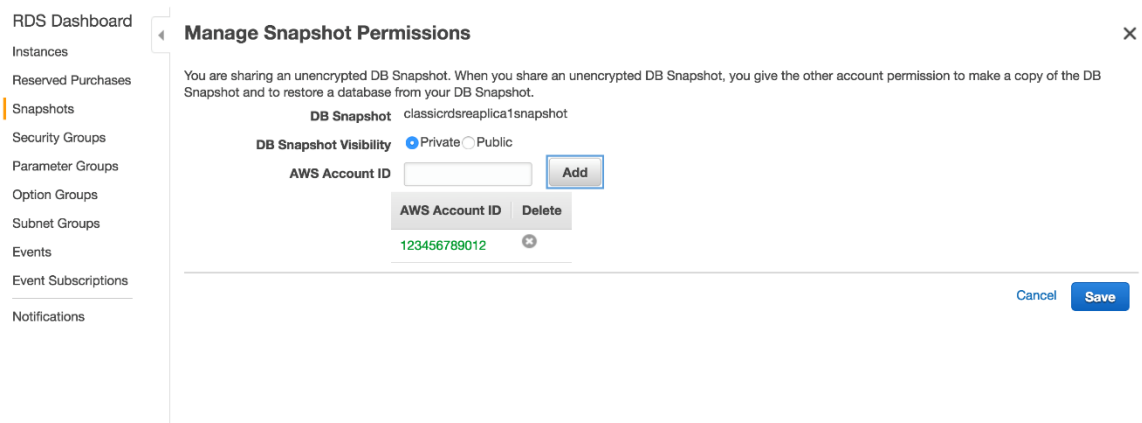 RDS Dashboard
Instances
Reserved Purchases
Snapshots
Security Groups
Parameter Groups
Option Groups
Subnet Groups
Events
Event Subscriptions
Notifications
Manage Snapshot Permissions
You are sharing an unencrypted DB Snapshot. When you share an unencrypted DB Snapshot, you give the other account permission to make a copy of the DB
Snapshot and to restore a database from your DB Snapshot.
DB Snapshot classicrdsreaplica1snapshot
DB Snapshot Visibility Private Public
AWS Account ID Add
AWS Account ID Delete
123456789012
Cancel Save